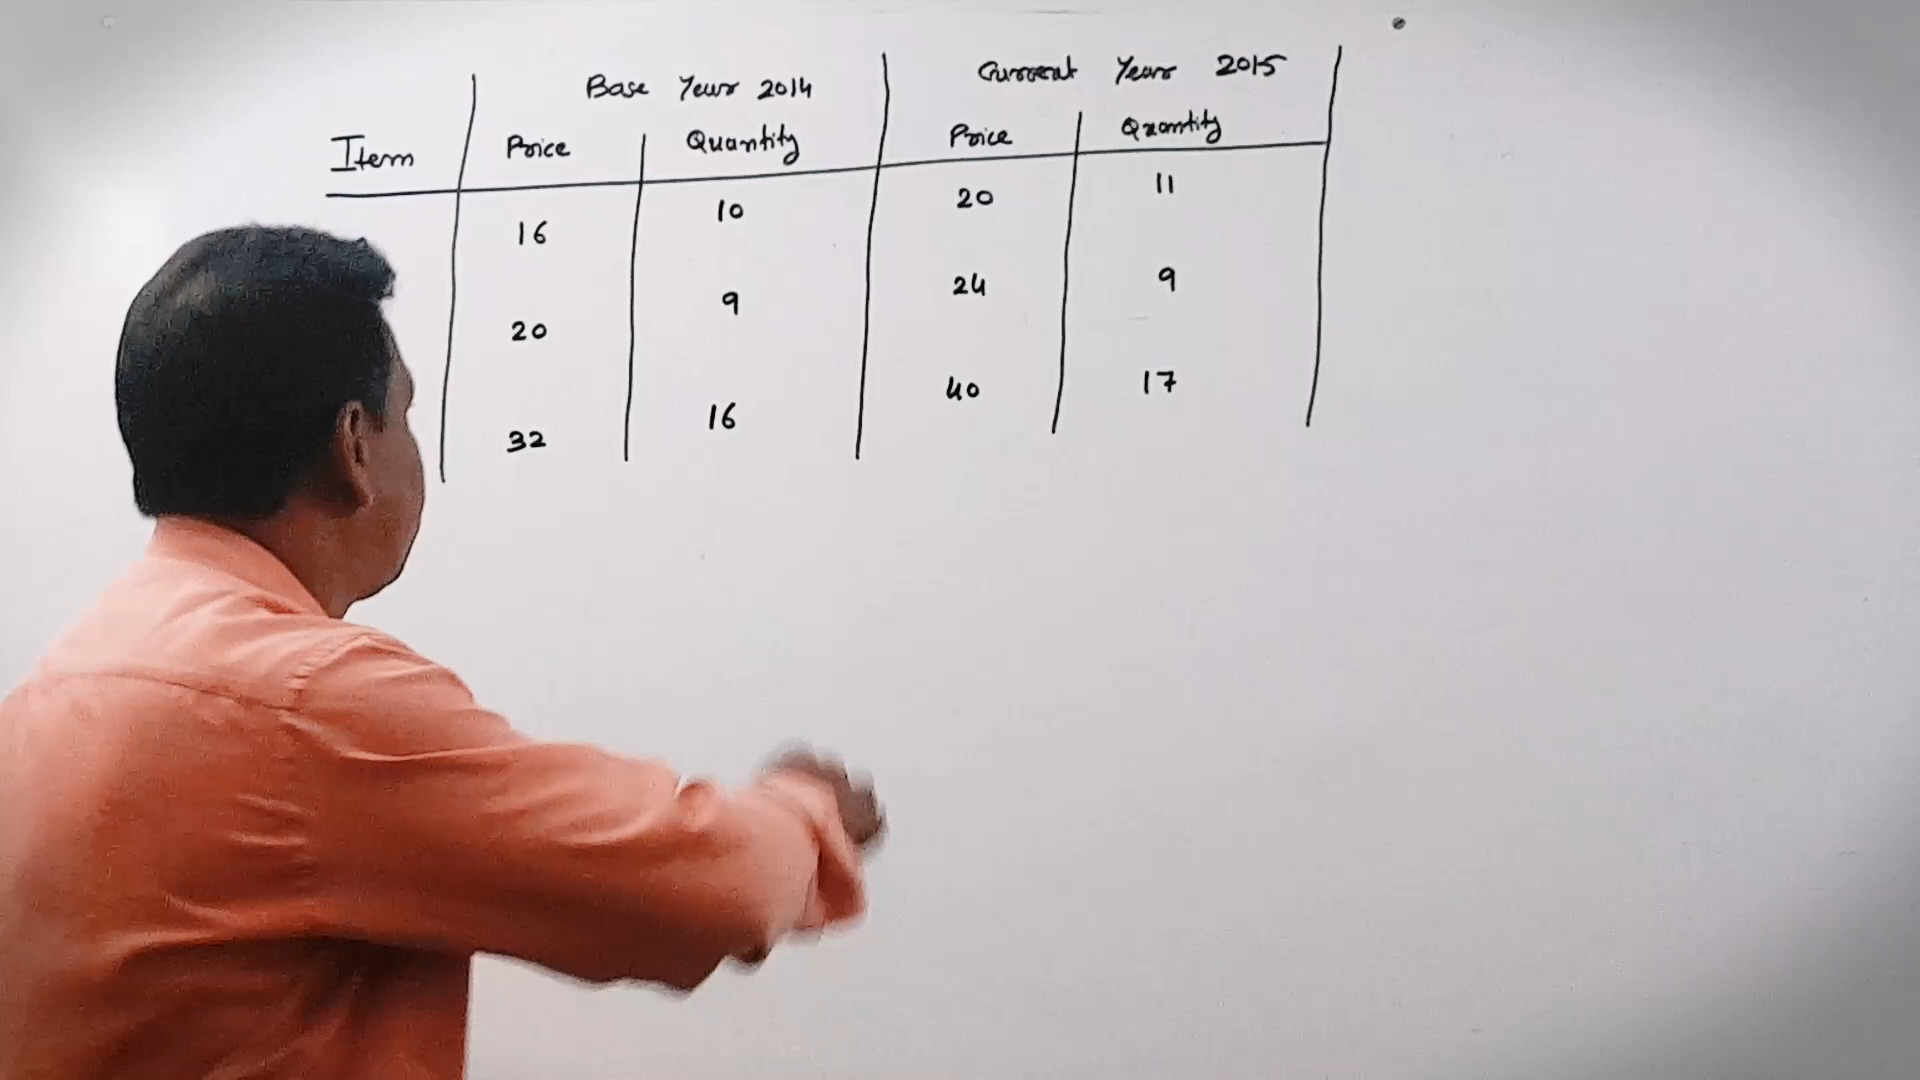 Base Year 2014 Current Year 2015
Item Price Quantity Price Quantity
16 10 20 11
20 9 24 9
32 16 40 17